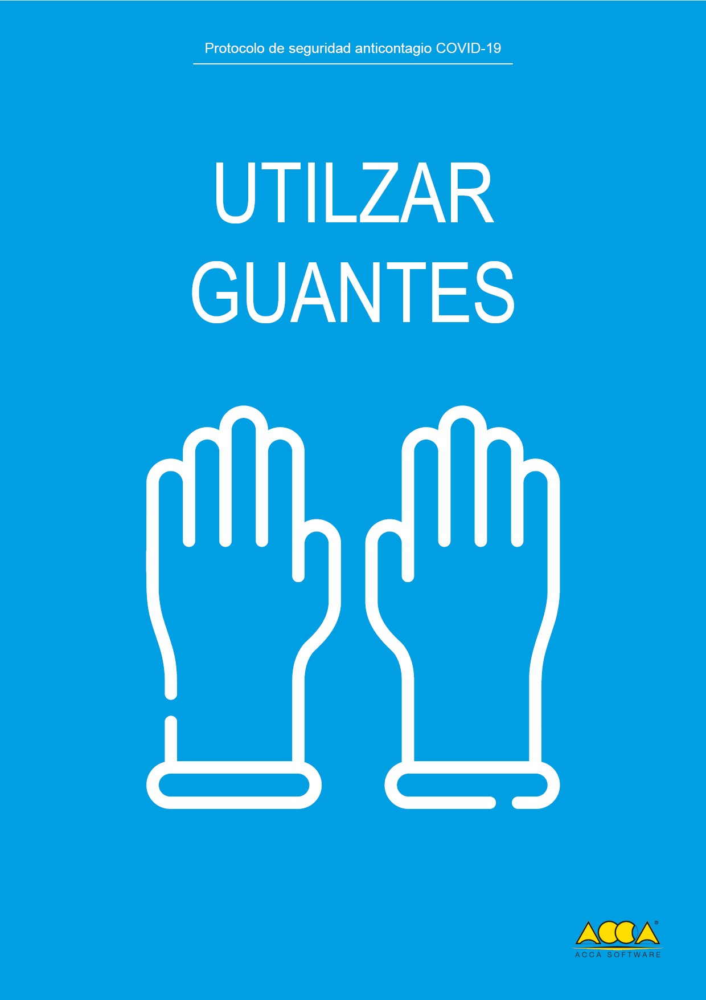 Protocolo de seguridad anticontagio COVID-19
UTILZAR
GUANTES
ACCA®
ACCA SOFTWARE